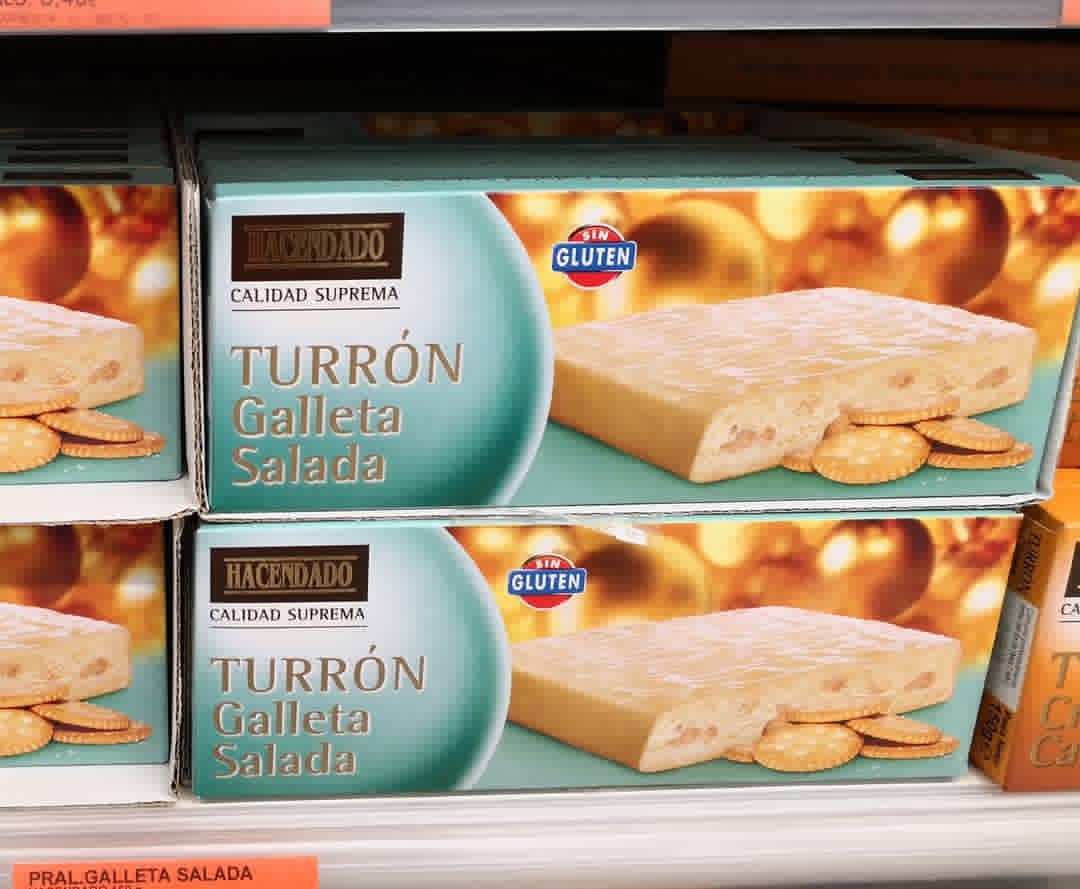 HACENDADO
CALIDAD SUPREMA
TURRÓN
Galleta
Salada
SIN
GLUTEN
HACENDADO
CALIDAD SUPREMA
TURRÓN
Galleta
Salada
SIN
GLUTEN
TURRÓN
PRAL.GALLETA SALADA